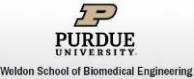 PURDUE
UNIVERSITY
Weldon School of Biomedical Engineering